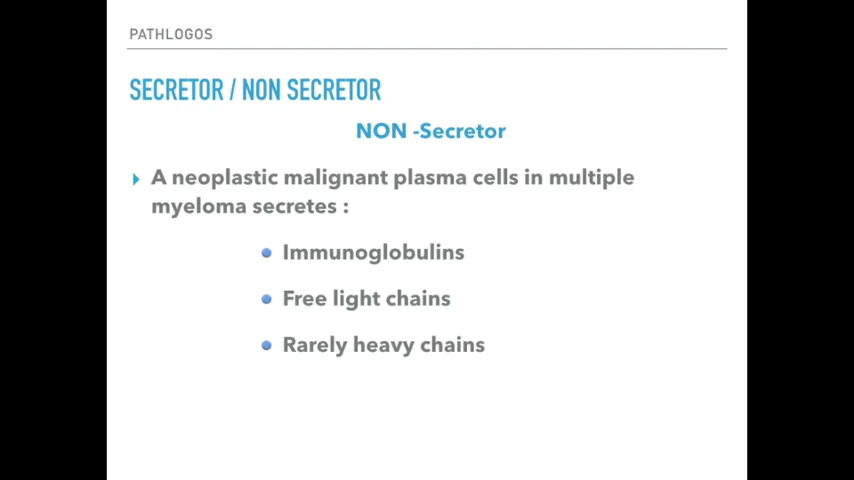 PATHLOGOS
SECRETOR / NON SECRETOR
NON -Secretor
A neoplastic malignant plasma cells in multiple
myeloma secretes :
Immunoglobulins
Free light chains
Rarely heavy chains